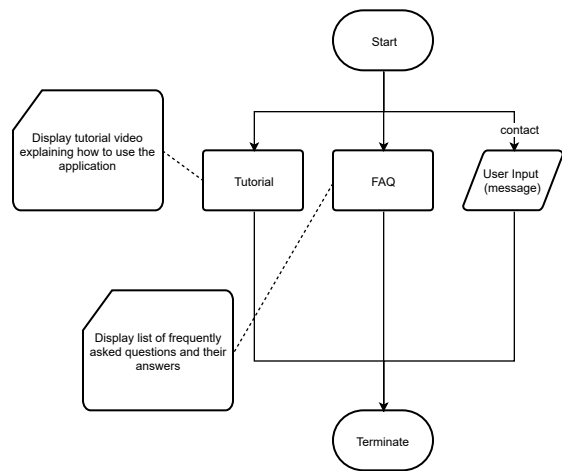 Start
contact
Display tutorial video
explaining how to use the
application
Tutorial
FAQ
User Input
(message)
Display list of frequently
asked questions and their
answers
Terminate